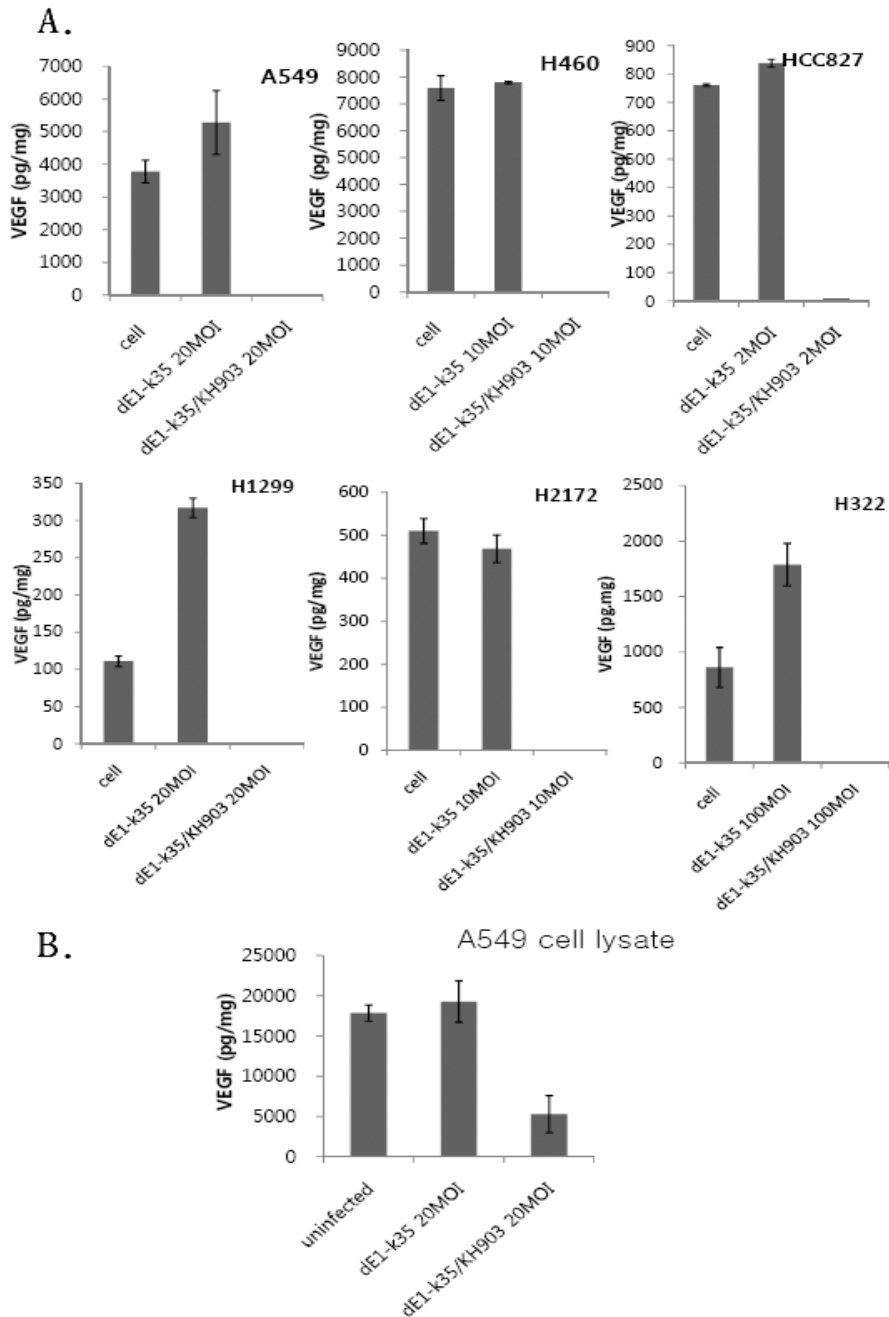 A.
A549
VEGF (pg/mg)
7000
6000
5000
4000
3000
2000
1000
0
cell
dE1-k35 20MOI
dE1-k35/KH903 20MOI
H460
VEGF (pg/mg)
9000
8000
7000
6000
5000
4000
3000
2000
1000
0
cell
dE1-k35 10MOI
dE1-k35/KH903 10MOI
HCC827
VEGF (pg/mg)
900
800
700
600
500
400
300
200
100
0
cell
dE1-k35 2MOI
dE1-k35/KH903 2MOI
H1299
VEGF (pg/mg)
350
300
250
200
150
100
50
0
cell
dE1-k35 20MOI
dE1-k35/KH903 20MOI
H2172
VEGF (pg/mg)
600
500
400
300
200
100
0
cell
dE1-k35 10MOI
dE1-k35/KH903 10MOI
H322
VEGF (pg.mg)
2500
2000
1500
1000
500
0
cell
dE1-k35 100MOI
dE1-k35/KH903 100MOI
B.
A549 cell lysate
VEGF (pg/mg)
25000
20000
15000
10000
5000
0
uninfected
dE1-k35 20MOI
dE1-k35/KH903 20MOI